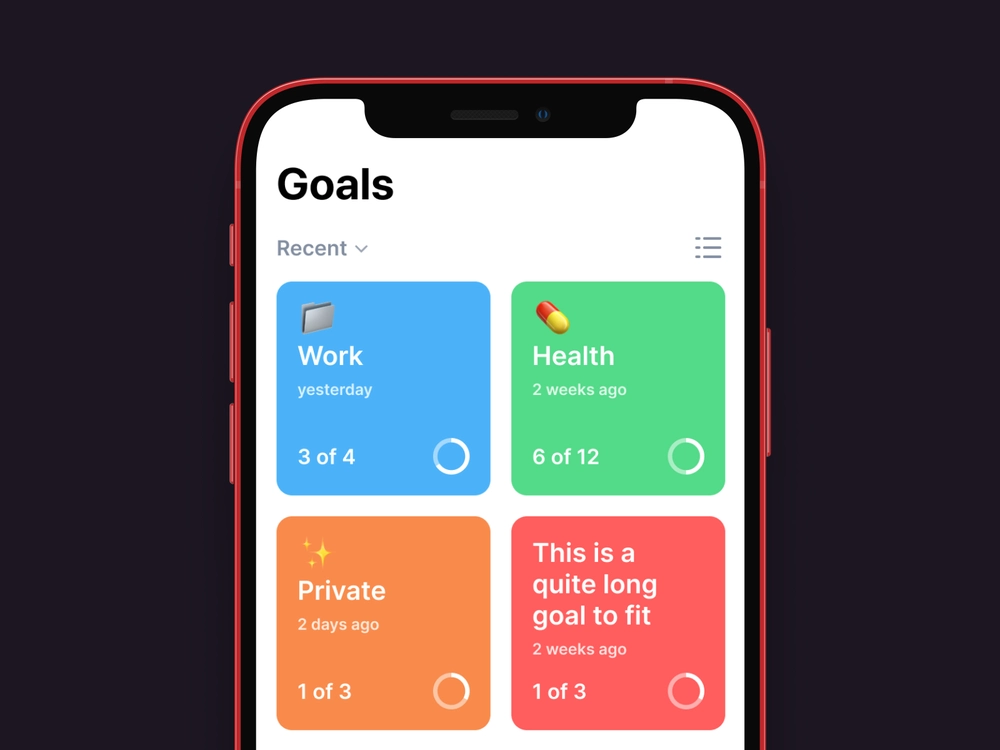 Goals
Recent
Work
yesterday
3 of 4
Health
2 weeks ago
6 of 12
Private
2 days ago
1 of 3
This is a
quite long
goal to fit
2 weeks ago
1 of 3